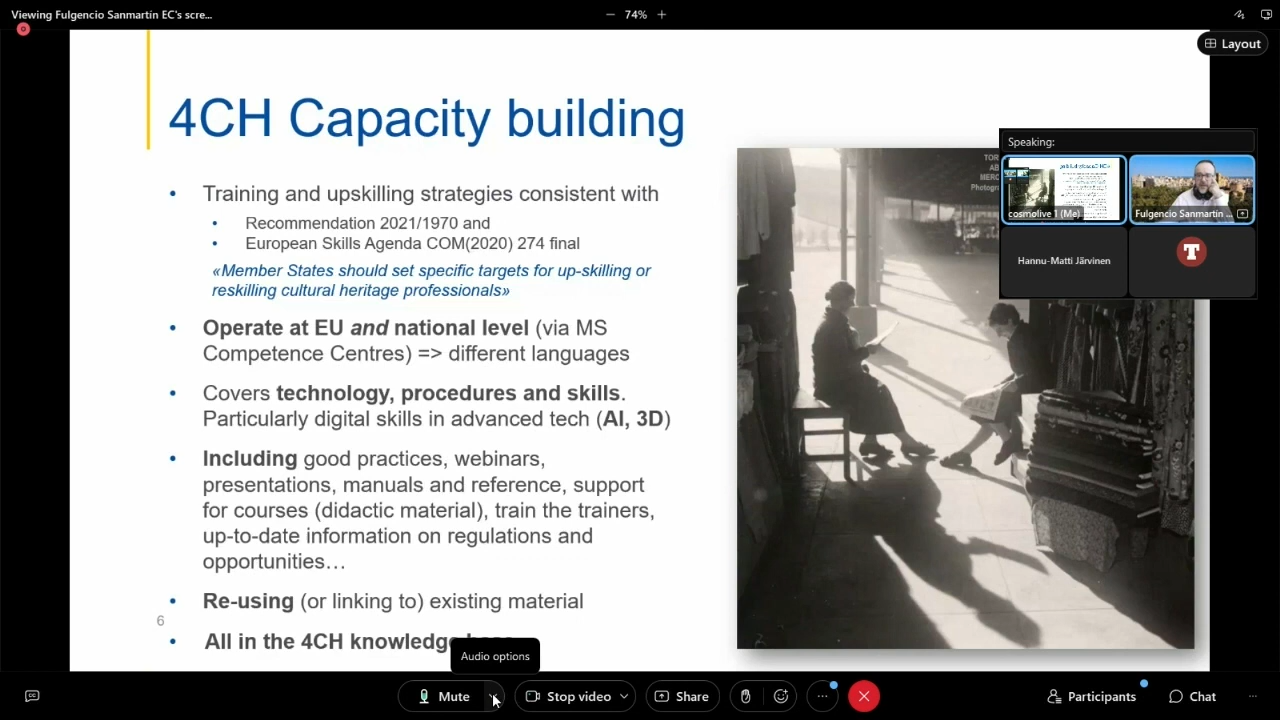 Viewing Fulgencio Sanmartín EC's scre...
74%
Layout
4CH Capacity building
Speaking:
cosmolive 1 (Me)
Fulgencio Sanmartín ...
Hannu-Matti Järvinen
T
• Training and upskilling strategies consistent with
• Recommendation 2021/1970 and
• European Skills Agenda COM(2020) 274 final
«Member States should set specific targets for up-skilling or
reskilling cultural heritage professionals»
• Operate at EU and national level (via MS
Competence Centres) => different languages
• Covers technology, procedures and skills.
Particularly digital skills in advanced tech (AI, 3D)
• Including good practices, webinars,
presentations, manuals and reference, support
for courses (didactic material), train the trainers,
up-to-date information on regulations and
opportunities…
• Re-using (or linking to) existing material
6
• All in the 4CH knowledge
Audio options
CC
Mute
Stop video
Share
Participants
Chat